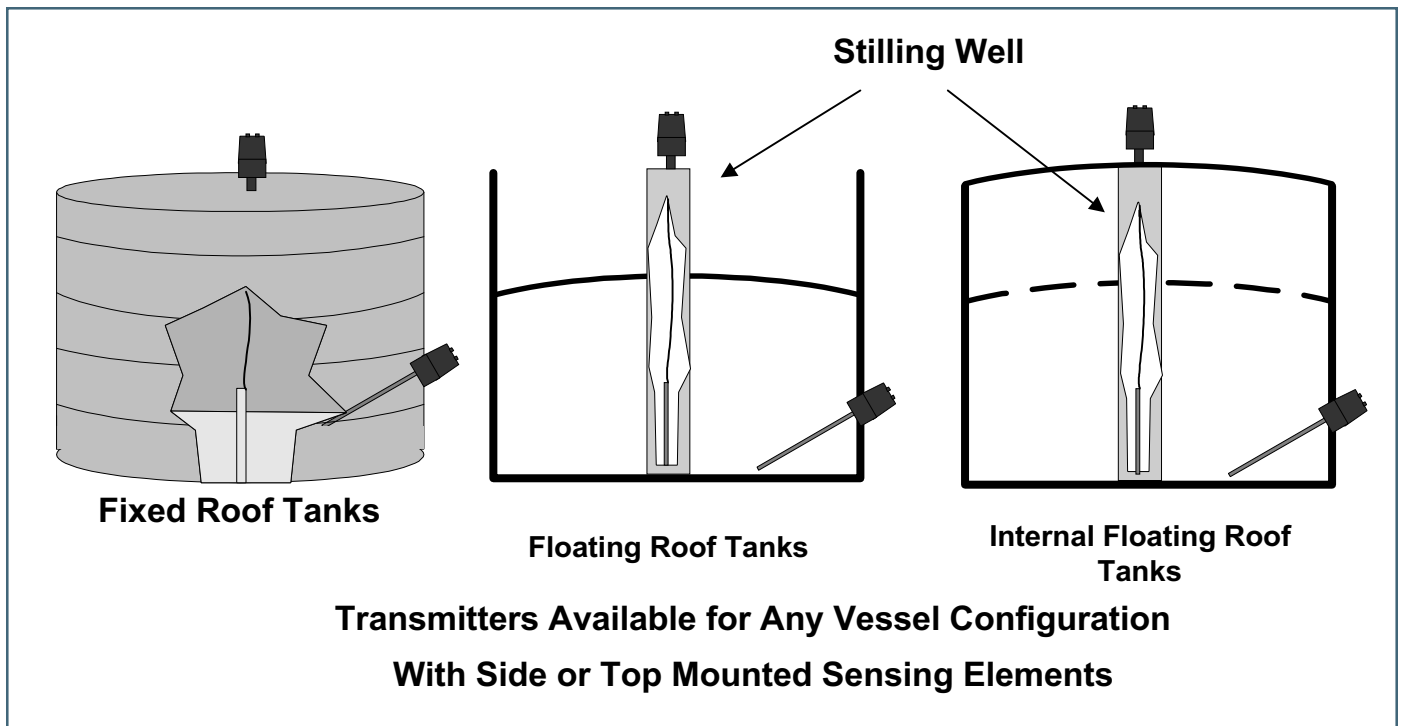 Stilling Well
Fixed Roof Tanks
Floating Roof Tanks
Internal Floating Roof
Tanks
Transmitters Available for Any Vessel Configuration
With Side or Top Mounted Sensing Elements